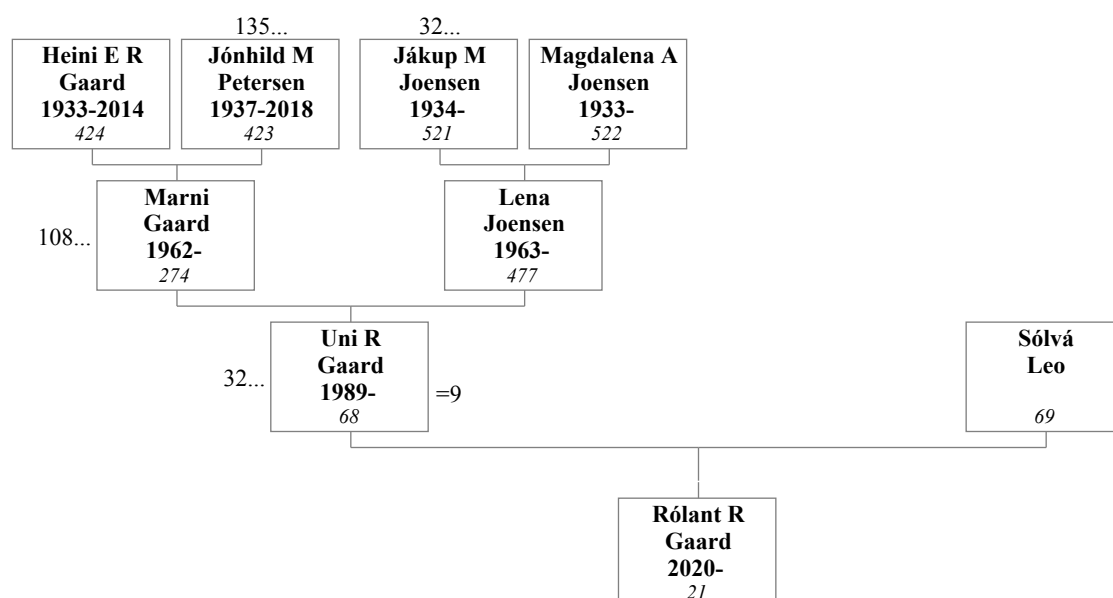 135...
32...
Heini E R
Gaard
1933-2014
424
Jónhild M
Petersen
1937-2018
423
Jákup M
Joensen
1934-
521
Magdalena A
Joensen
1933-
522
108...
Marni
Gaard
1962-
274
Lena
Joensen
1963-
477
32...
Uni R
Gaard
1989-
68
=9
Sólvá
Leo
69
Rólant R
Gaard
2020-
21